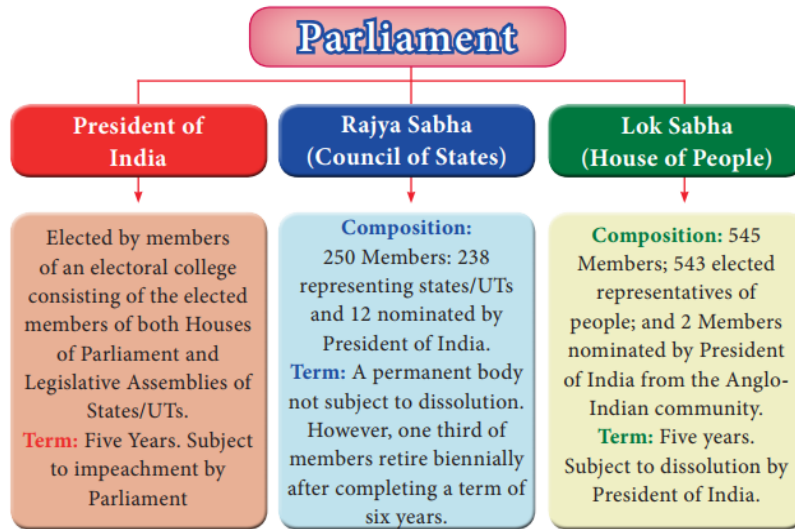 Parliament
President of
India
Elected by members
of an electoral college
consisting of the elected
members of both Houses
of Parliament and
Legislative Assemblies of
States/UTs.
Term: Five Years. Subject
to impeachment by
Parliament
Rajya Sabha
(Council of States)
Composition:
250 Members: 238
representing states/UTs
and 12 nominated by
President of India.
Term: A permanent body
not subject to dissolution.
However, one third of
members retire biennially
after completing a term of
six years.
Lok Sabha
(House of People)
Composition: 545
Members; 543 elected
representatives of
people; and 2 Members
nominated by President
of India from the Anglo-
Indian community.
Term: Five years.
Subject to dissolution by
President of India.